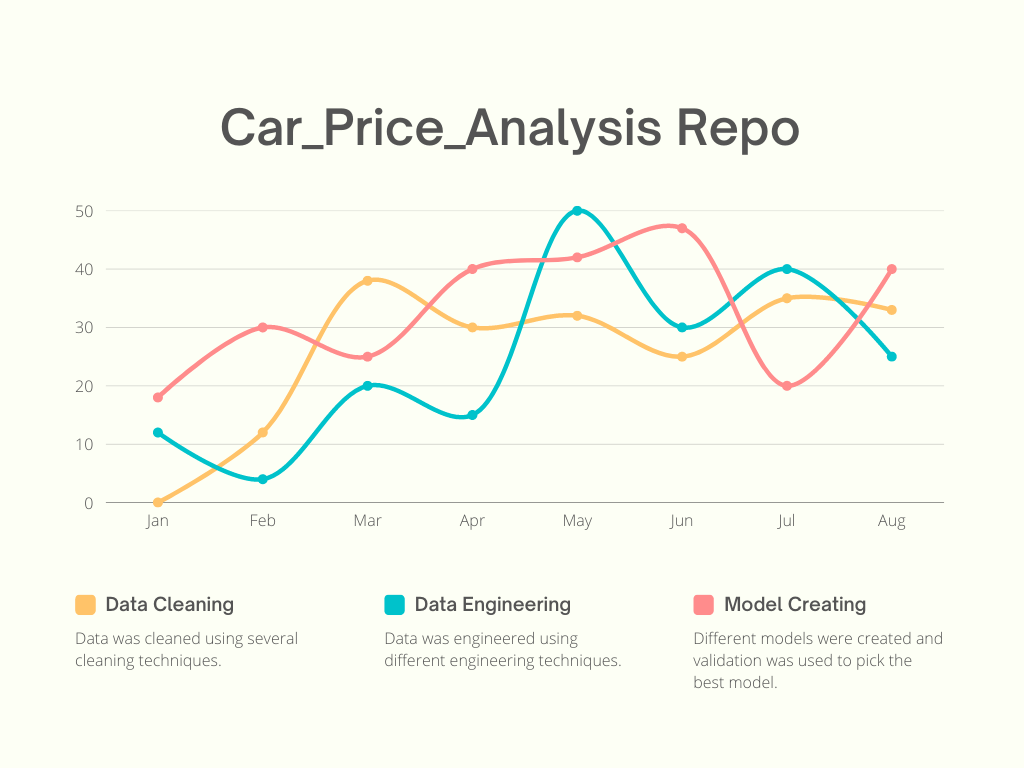 Car_Price_Analysis Repo
50
40
30
20
10
0
Jan Feb Mar Apr May Jun Jul Aug
Data Cleaning
Data was cleaned using several
cleaning techniques.
Data Engineering
Data was engineered using
different engineering techniques.
Model Creating
Different models were created and
validation was used to pick the
best model.